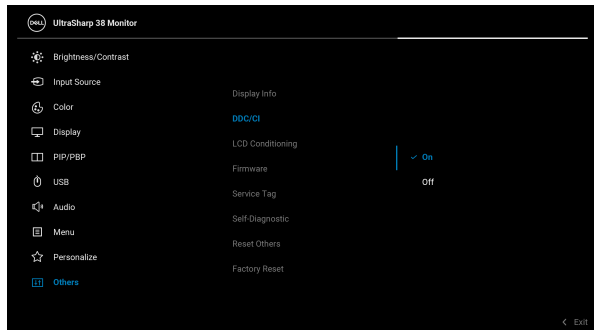 DELL UltraSharp 38 Monitor
Brightness/Contrast
Input Source
Color
Display
PIP/PBP
USB
Audio
Menu
Personalize
Others
Display Info
DDC/CI
LCD Conditioning
Firmware
Service Tag
Self-Diagnostic
Reset Others
Factory Reset
On
Off
Exit